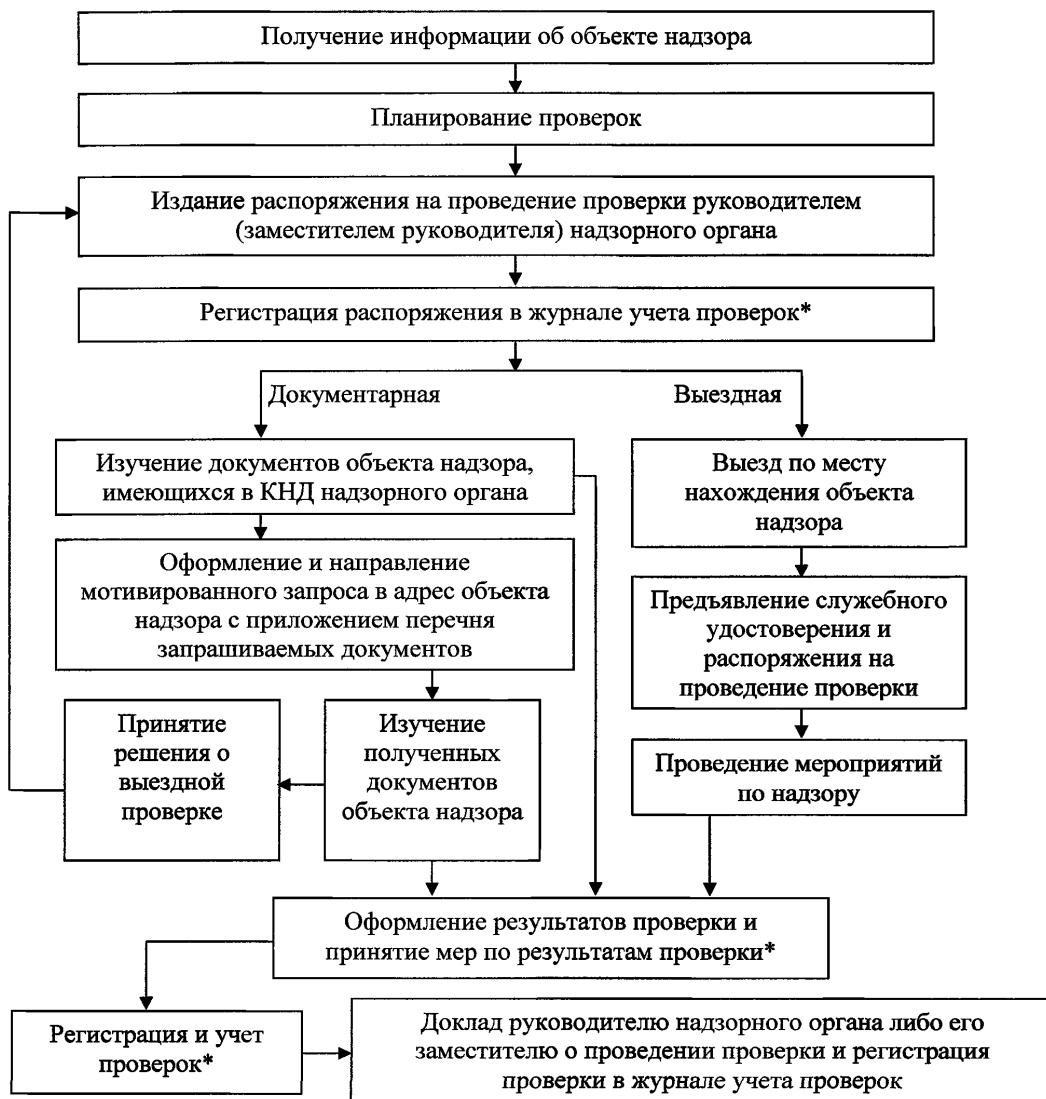 Получение информации об объекте надзора
Планирование проверок
Издание распоряжения на проведение проверки руководителем
(заместителем руководителя) надзорного органа
Регистрация распоряжения в журнале учета проверок*
Документарная
Выездная
Изучение документов объекта надзора,
имеющихся в КНД надзорного органа
Выезд по месту
нахождения объекта
надзора
Оформление и направление
мотивированного запроса в адрес объекта
надзора с приложением перечня
запрашиваемых документов
Предъявление служебного
удостоверения и
распоряжения на
проведение проверки
Принятие
решения о
выездной
проверке
Изучение
полученных
документов
объекта надзора
Проведение мероприятий
по надзору
Оформление результатов проверки и
принятие мер по результатам проверки*
Регистрация и учет
проверок*
Доклад руководителю надзорного органа либо его
заместителю о проведении проверки и регистрация
проверки в журнале учета проверок